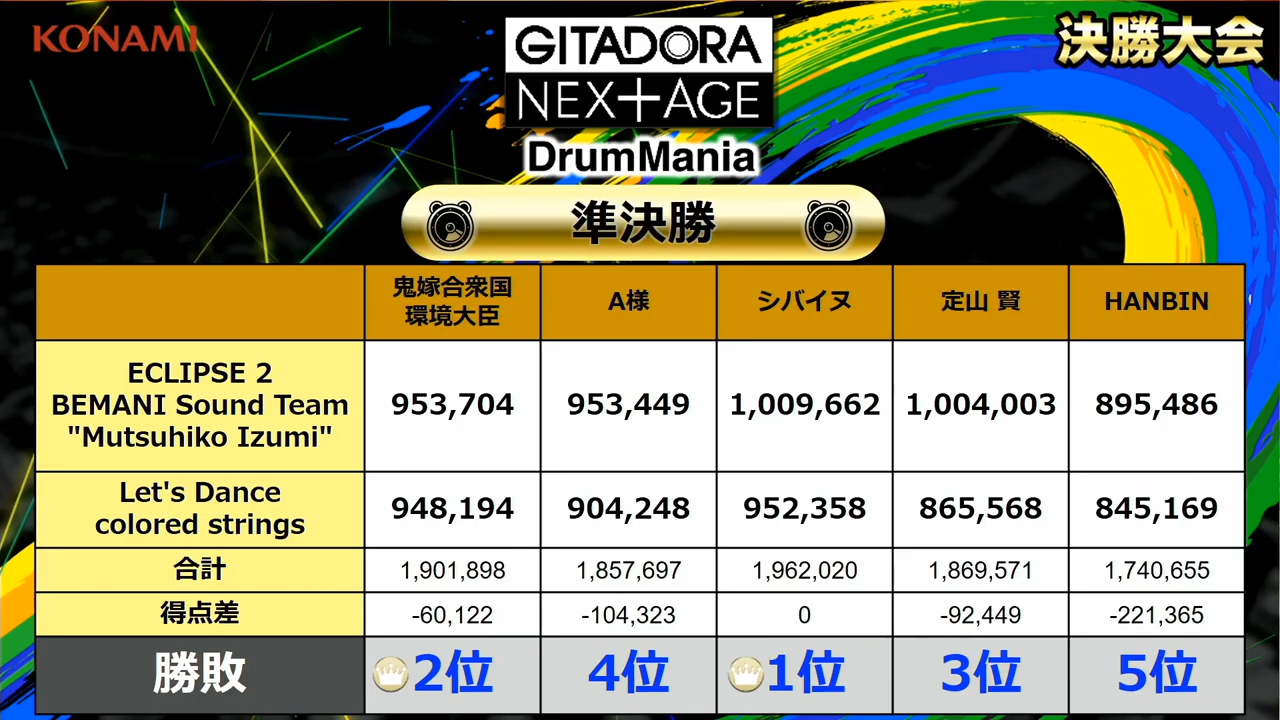 KONAMI
GITADORA
NEX+AGE
DrumMania
決勝大会
準決勝
鬼嫁合衆国
環境大臣
A様
シバイヌ
定山 賢
HANBIN
ECLIPSE 2
BEMANI Sound Team
"Mutsuhiko Izumi"
953,704
953,449
1,009,662
1,004,003
895,486
Let's Dance
colored strings
948,194
904,248
952,358
865,568
845,169
合計
1,901,898
1,857,697
1,962,020
1,869,571
1,740,655
得点差
-60,122
-104,323
0
-92,449
-221,365
勝敗
2位
4位
1位
3位
5位